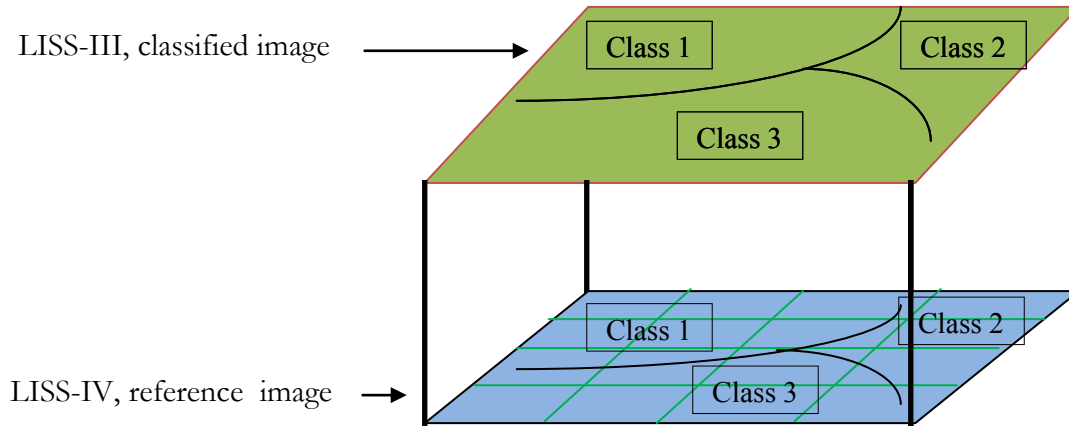 LISS-III, classified image
Class 1
Class 2
Class 3
Class 1
Class 2
Class 3
LISS-IV, reference image